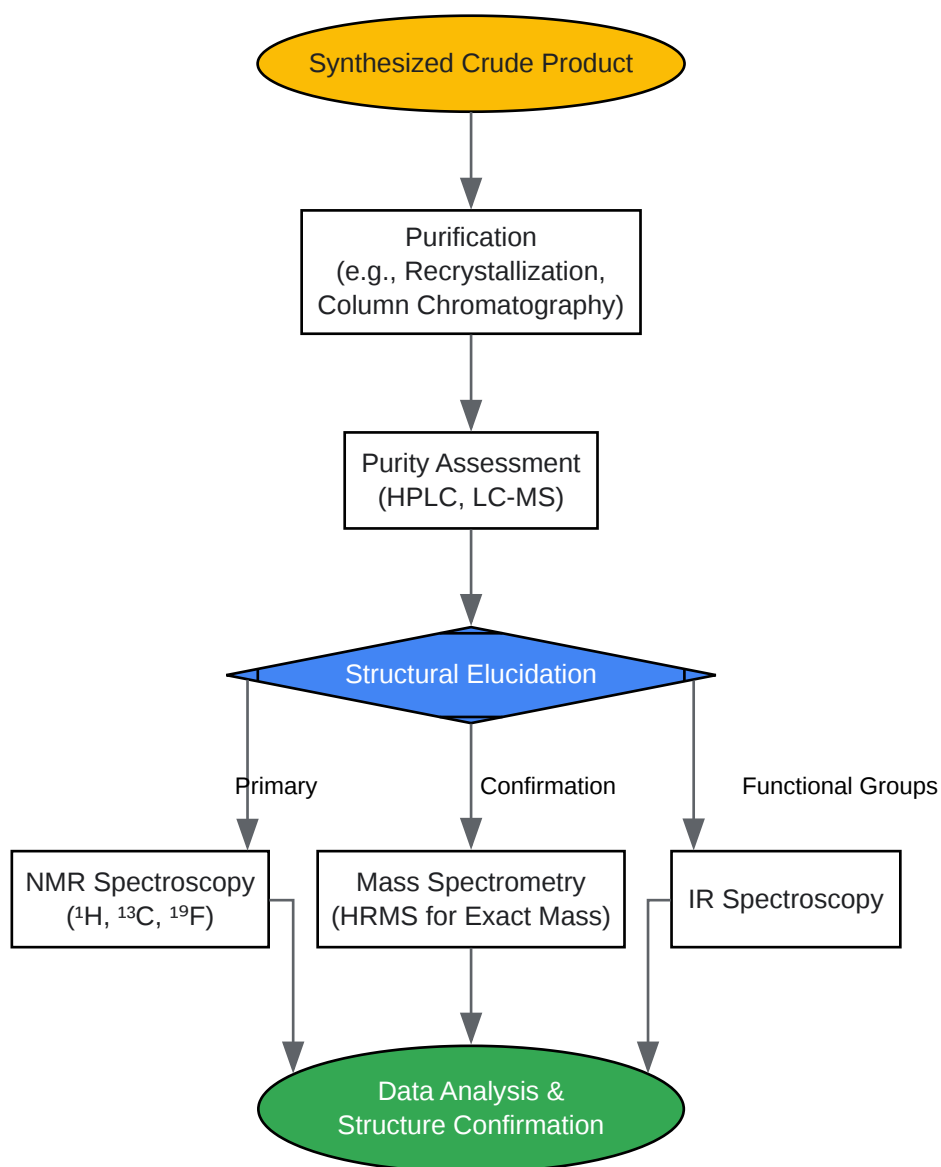 Synthesized Crude Product
Purification
(e.g., Recrystallization,
Column Chromatography)
Purity Assessment
(HPLC, LC-MS)
Structural Elucidation
Primary
Confirmation
Functional Groups
NMR Spectroscopy
(¹H, ¹³C, ¹⁹F)
Mass Spectrometry
(HRMS for Exact Mass)
IR Spectroscopy
Data Analysis &
Structure Confirmation